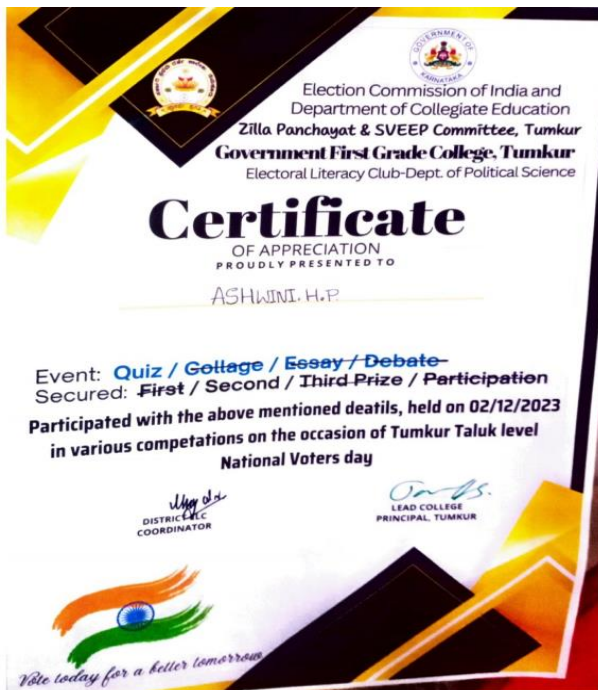 GOVERNMENT OF
KARNATAKA
Election Commission of India and
Department of Collegiate Education
Zilla Panchayat & SVEEP Committee, Tumkur
Government First Grade College, Tumkur
Electoral Literacy Club-Dept. of Political Science
Certificate
OF APPRECIATION
PROUDLY PRESENTED TO
ASHWINI. H.P.
Event: Quiz / Gollage / Essay / Debate
Secured: First / Second / Third Prize / Participation
Participated with the above mentioned deatils, held on 02/12/2023
in various competations on the occasion of Tumkur Taluk level
National Voters day
DISTRICT ELC
COORDINATOR
LEAD COLLEGE
PRINCIPAL, TUMKUR
Vote today for a better tomorrow